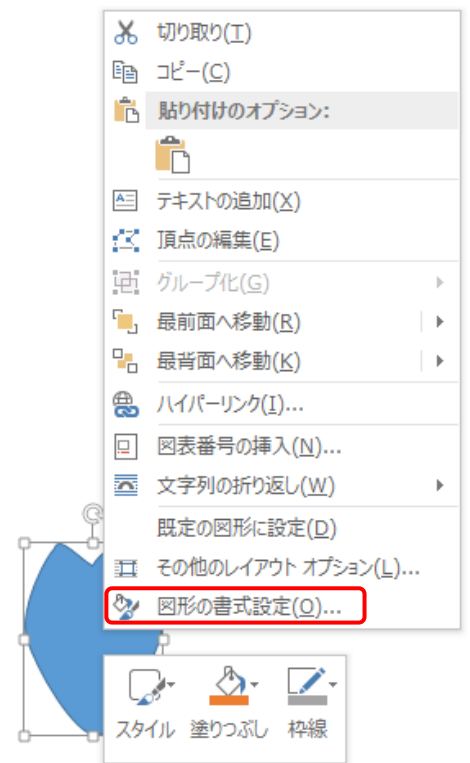 切り取り(T)
コピー(C)
貼り付けのオプション:
テキストの追加(X)
頂点の編集(E)
グループ化(G)
最前面へ移動(R)
最背面へ移動(K)
ハイパーリンク(I)...
図表番号の挿入(N)...
文字列の折り返し(W)
既定の図形に設定(D)
その他のレイアウト オプション(L)...
図形の書式設定(O)...
スタイル 塗りつぶし 枠線